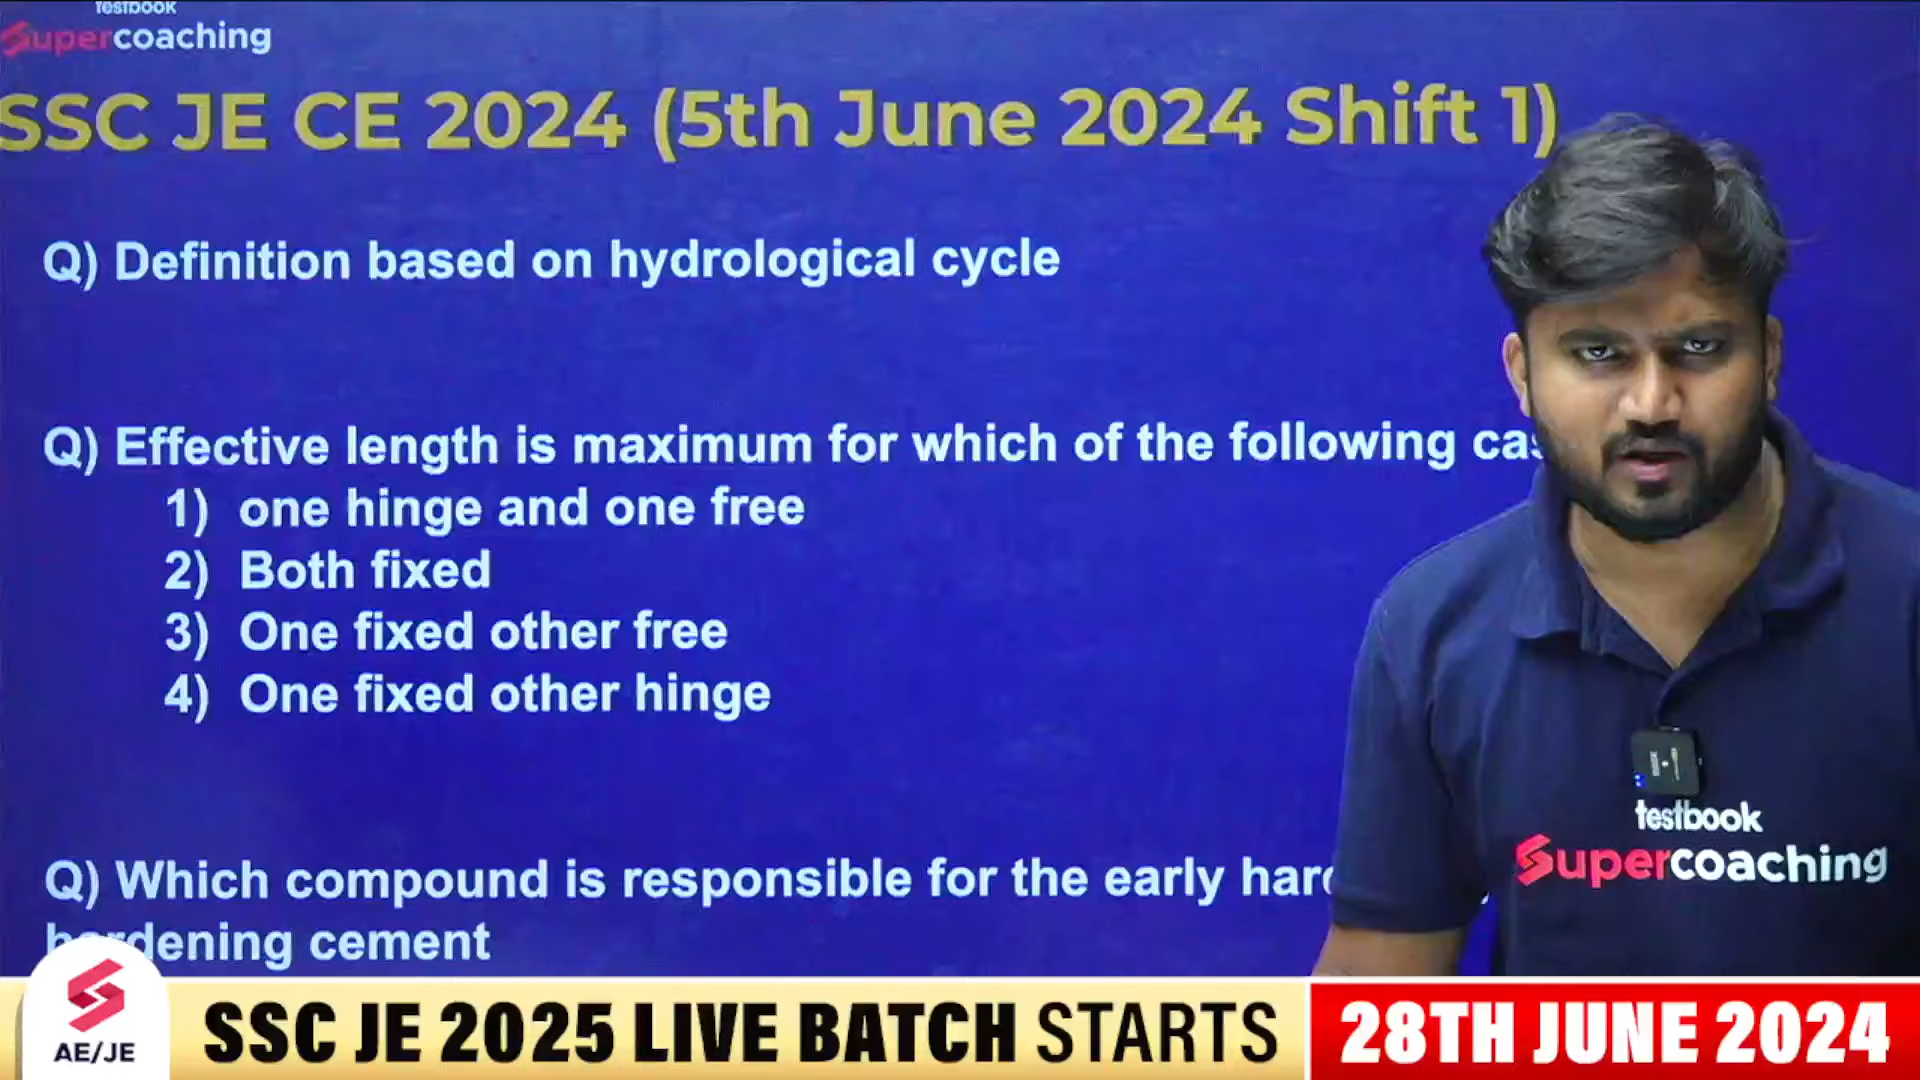 testbook
Supercoaching
SSC JE CE 2024 (5th June 2024 Shift 1)
Q) Definition based on hydrological cycle
Q) Effective length is maximum for which of the following
1) one hinge and one free
2) Both fixed
3) One fixed other free
4) One fixed other hinge
Q) Which compound is responsible for the early
hardening cement
testbook
Supercoaching
AE/JE
SSC JE 2025 LIVE BATCH STARTS
28TH JUNE 2024